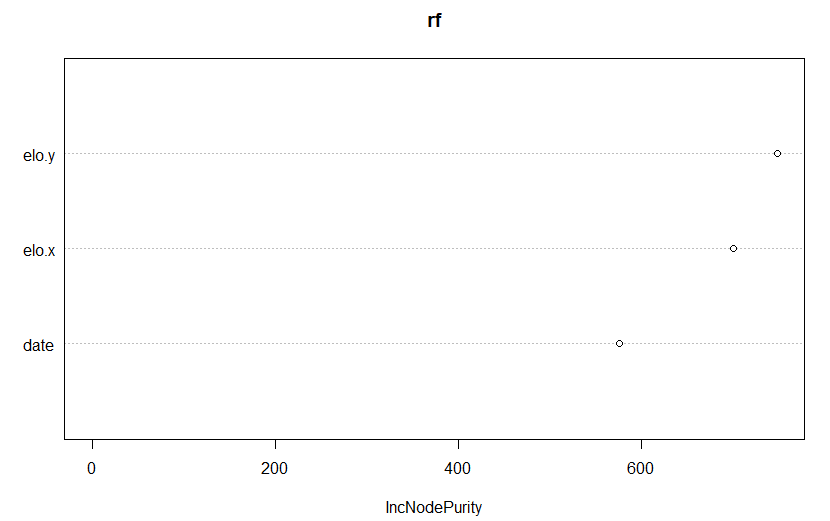 rf
elo.y
elo.x
date
0 200 400 600
IncNodePurity